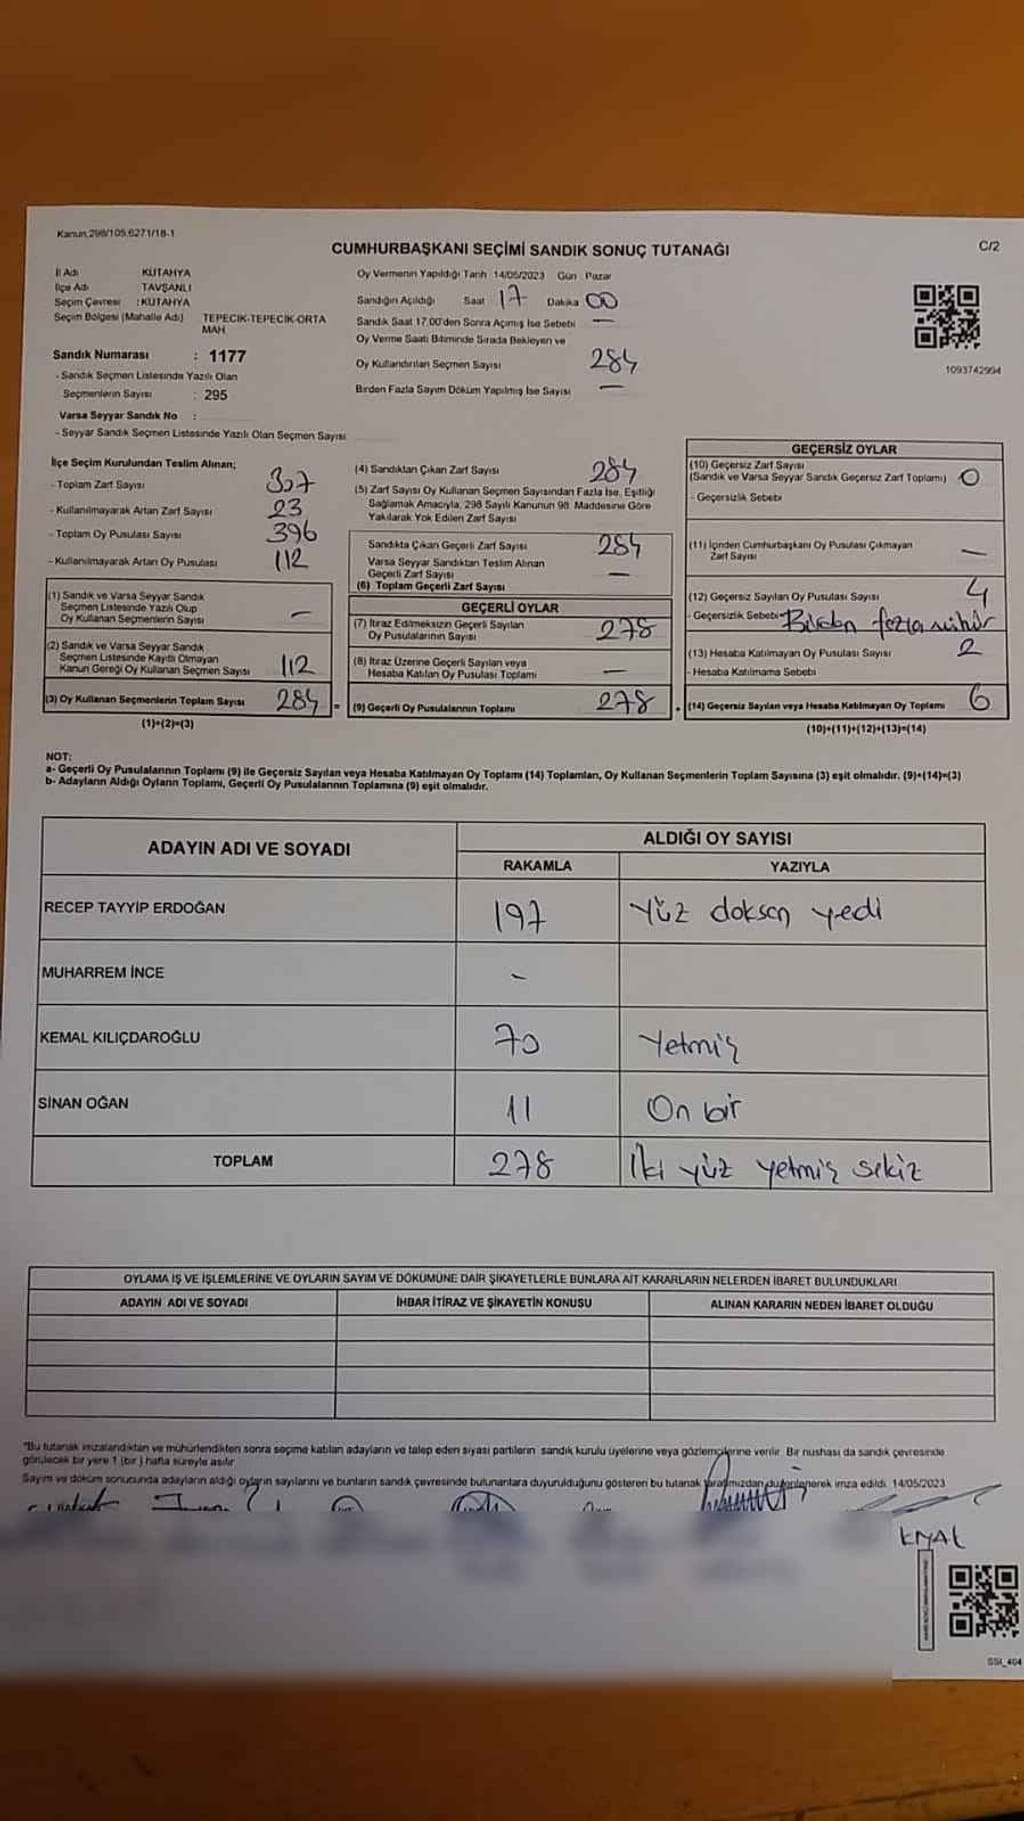 Kanun 298/105,6271/18-1
CUMHURBAŞKANI SEÇİMİ SANDIK SONUÇ TUTANAĞI
C/2
İl Adı KÜTAHYA
İlçe Adı TAVŞANLI
Seçim Çevresi : KÜTAHYA
Seçim Bölgesi (Mahalle Adı) TEPECİK-TEPECİK-ORTA
MAH
Sandık Numarası : 1177
- Sandık Seçmen Listesinde Yazılı Olan
Seçmenlerin Sayısı : 295
Varsa Seyyar Sandık No :
- Seyyar Sandık Seçmen Listesinde Yazılı Olan Seçmen Sayısı
Oy Vermenin Yapıldığı Tarih 14/05/2023 Gün Pazar
Sandığın Açıldığı Saat 17 Dakika 00
Sandık Saat 17.00'den Sonra Açımış İse Sebebi —
Oy Verme Saati Bitiminde Sırada Bekleyen ve
Oy Kullandırılan Seçmen Sayısı 284
Birden Fazla Sayım Döküm Yapılmış İse Sayısı —
1093742994
İlçe Seçim Kurulundan Teslim Alınan;
- Toplam Zarf Sayısı 307
- Kullanılmayarak Artan Zarf Sayısı 23
- Toplam Oy Pusulası Sayısı 396
- Kullanılmayarak Artan Oy Pusulası 112
(1) Sandık ve Varsa Seyyar Sandık
Seçmen Listesinde Yazılı Olup
Oy Kullanan Seçmenlerin Sayısı —
(2) Sandık ve Varsa Seyyar Sandık
Seçmen Listesinde Kayıtlı Olmayan
Kanun Gereği Oy Kullanan Seçmen Sayısı 112
(3) Oy Kullanan Seçmenlerin Toplam Sayısı 284 =
(1)+(2)=(3)
(4) Sandıktan Çıkan Zarf Sayısı 284
(5) Zarf Sayısı Oy Kullanan Seçmen Sayısından Fazla İse, Eşitliği
Sağlamak Amacıyla, 298 Sayılı Kanunun 98. Maddesine Göre
Yakılarak Yok Edilen Zarf Sayısı
Sandıkta Çıkan Geçerli Zarf Sayısı 284
Varsa Seyyar Sandıktan Teslim Alınan
Geçerli Zarf Sayısı —
(6) Toplam Geçerli Zarf Sayısı
GEÇERLİ OYLAR
(7) İtiraz Edilmeksizin Geçerli Sayılan
Oy Pusulalarının Sayısı 278
(8) İtiraz Üzerine Geçerli Sayılan veya
Hesaba Katılan Oy Pusulası Toplamı —
(9) Geçerli Oy Pusulalarının Toplamı 278
GEÇERSİZ OYLAR
(10) Geçersiz Zarf Sayısı
(Sandık ve Varsa Seyyar Sandık Geçersiz Zarf Toplamı) 0
- Geçersizlik Sebebi
(11) İçinden Cumhurbaşkanı Oy Pusulası Çıkmayan
Zarf Sayısı —
(12) Geçersiz Sayılan Oy Pusulası Sayısı 4
- Geçersizlik Sebebi Birden fazla mühür
(13) Hesaba Katılmayan Oy Pusulası Sayısı 2
- Hesaba Katılmama Sebebi
(14) Geçersiz Sayılan veya Hesaba Katılmayan Oy Toplamı 6
(10)+(11)+(12)+(13)=(14)
NOT:
a- Geçerli Oy Pusulalarının Toplamı (9) ile Geçersiz Sayılan veya Hesaba Katılmayan Oy Toplamı (14) Toplamları, Oy Kullanan Seçmenlerin Toplam Sayısına (3) eşit olmalıdır. (9)+(14)=(3)
b- Adayların Aldığı Oyların Toplamı, Geçerli Oy Pusulalarının Toplamına (9) eşit olmalıdır.
ADAYIN ADI VE SOYADI
ALDIĞI OY SAYISI
RAKAMLA YAZIYLA
RECEP TAYYİP ERDOĞAN 197 Yüz doksan yedi
MUHARREM İNCE -
KEMAL KILIÇDAROĞLU 70 Yetmiş
SİNAN OĞAN 11 On bir
TOPLAM 278 İki yüz yetmiş sekiz
OYLAMA İŞ VE İŞLEMLERİNE VE OYLARIN SAYIM VE DÖKÜMÜNE DAİR ŞİKAYETLERLE BUNLARA AİT KARARLARIN NELERDEN İBARET BULUNDUKLARI
ADAYIN ADI VE SOYADI İHBAR İTİRAZ VE ŞİKAYETİN KONUSU ALINAN KARARIN NEDEN İBARET OLDUĞU
"Bu tutanak imzalandıktan ve mühürlendikten sonra seçime katılan adayların ve talep eden siyasi partilerin sandık kurulu üyelerine veya gözlemcilerine verilir. Bir nüshası da sandık çevresinde
görülecek bir yere 1 (bir) hafta süreyle asılır.
Sayım ve döküm sonucunda adayların aldığı oyların sayılarını ve bunların sandık çevresinde bulunanlara duyurulduğunu gösteren bu tutanak tarafımızdan düzenlenerek imza edildi. 14/05/2023
SSI_404